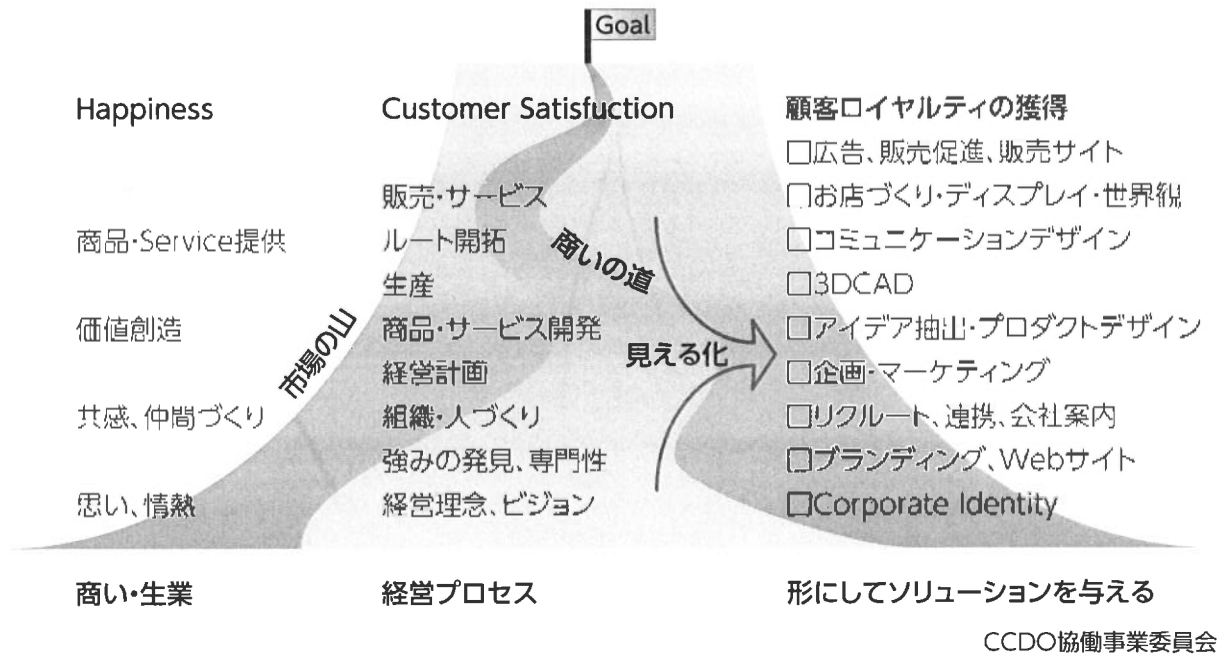 Goal
Happiness
Customer Satisfuction
顧客ロイヤルティの獲得
□広告、販売促進、販売サイト
販売・サービス
□お店づくり・ディスプレイ・世界観
商品・Service提供
ルート開拓
商いの道
□コミュニケーションデザイン
生産
□3DCAD
価値創造
市場の山
商品・サービス開発
見える化
□アイデア抽出・プロダクトデザイン
経営計画
□企画・マーケティング
共感、仲間づくり
組織・人づくり
□リクルート、連携、会社案内
強みの発見、専門性
□ブランディング、Webサイト
思い、情熱
経営理念、ビジョン
□Corporate Identity
商い・生業
経営プロセス
形にしてソリューションを与える
CCDO協働事業委員会